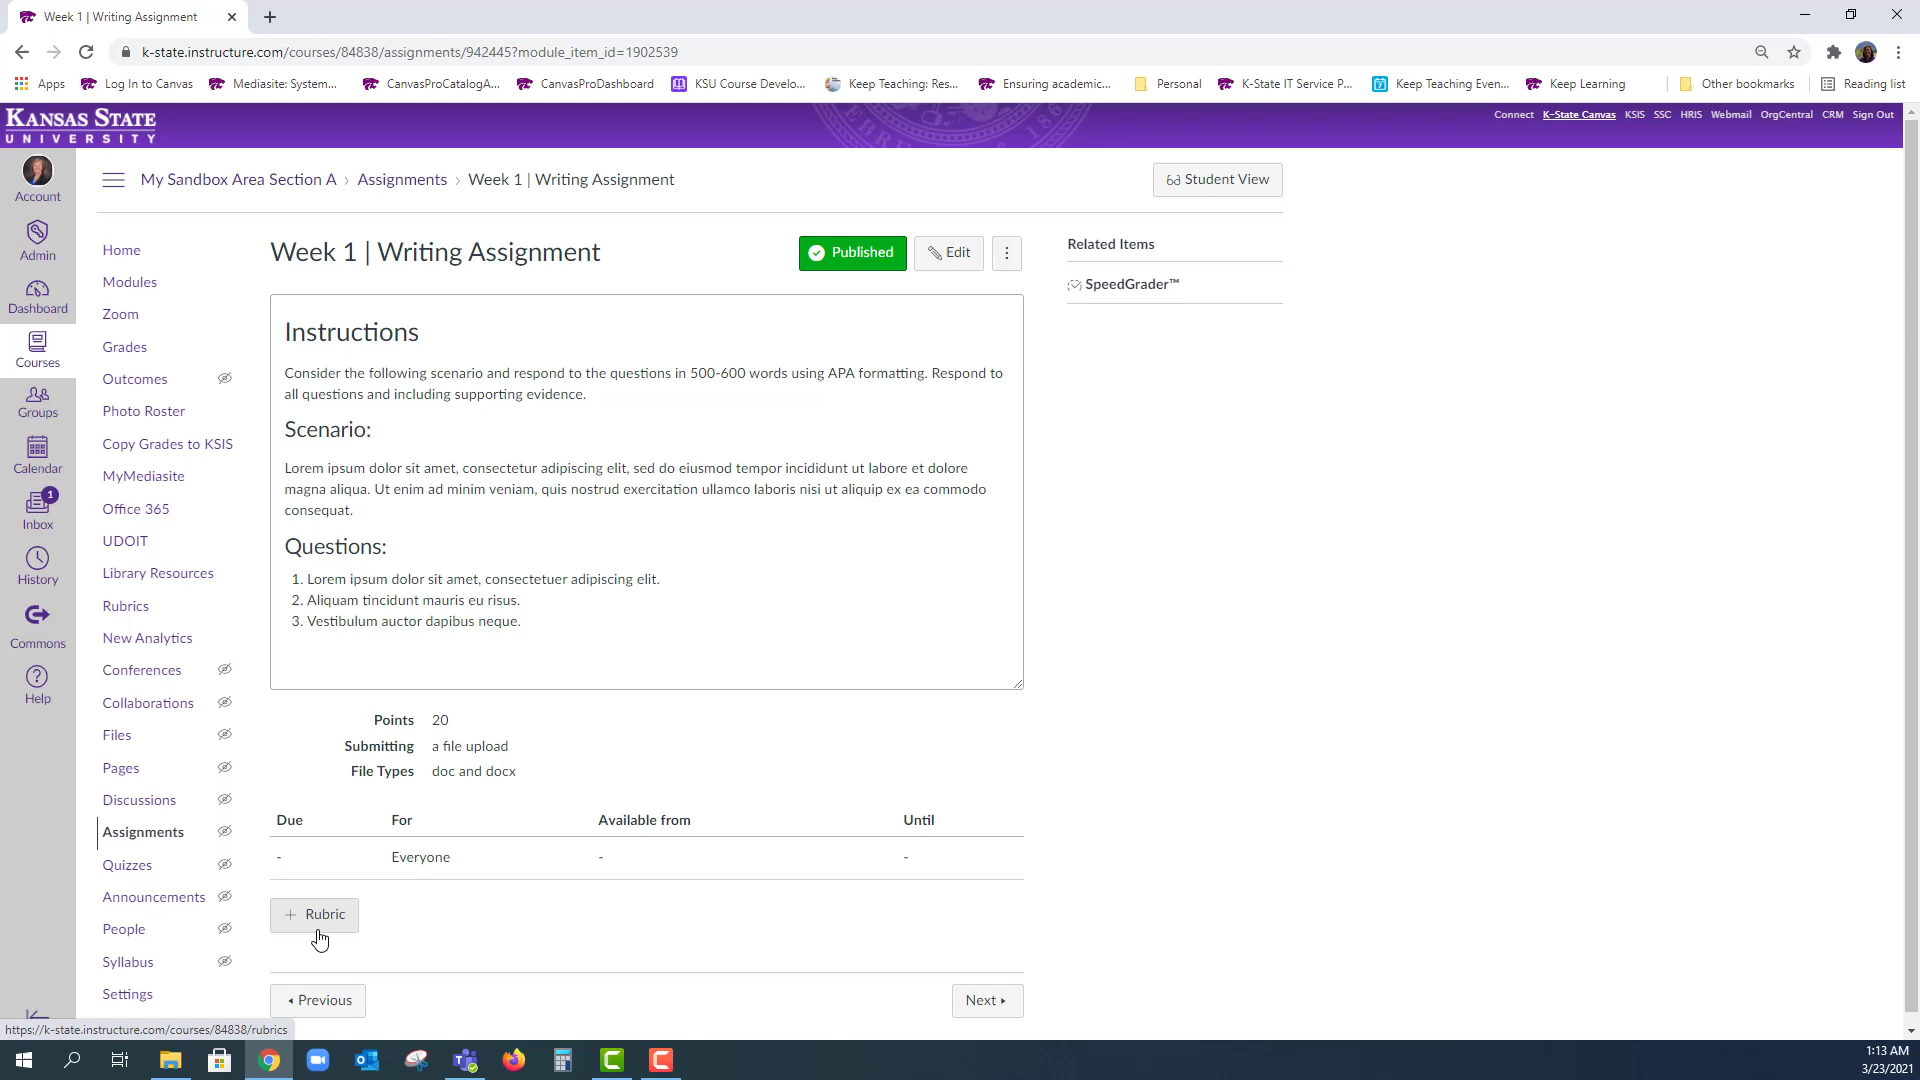 Week 1 | Writing Assignment
k-state.instructure.com/courses/84838/assignments/942445?module_item_id=1902539
Apps
Log In to Canvas
Mediasite: System...
CanvasProCatalogA...
CanvasProDashboard
KSU Course Develo...
Keep Teaching: Res...
Ensuring academic...
Personal
K-State IT Service P...
Keep Teaching Even...
Keep Learning
Other bookmarks
Reading list
KANSAS STATE
UNIVERSITY
Connect
K-State Canvas
KSIS
SSC
HRIS
Webmail
OrgCentral
CRM
Sign Out
Account
Admin
Dashboard
Courses
Groups
Calendar
1
Inbox
History
Commons
Help
My Sandbox Area Section A › Assignments › Week 1 | Writing Assignment
Student View
Home
Modules
Zoom
Grades
Outcomes
Photo Roster
Copy Grades to KSIS
MyMediasite
Office 365
UDOIT
Library Resources
Rubrics
New Analytics
Conferences
Collaborations
Files
Pages
Discussions
Assignments
Quizzes
Announcements
People
Syllabus
Settings
Week 1 | Writing Assignment
Published
Edit
Related Items
SpeedGrader™
Instructions
Consider the following scenario and respond to the questions in 500-600 words using APA formatting. Respond to
all questions and including supporting evidence.
Scenario:
Lorem ipsum dolor sit amet, consectetur adipiscing elit, sed do eiusmod tempor incididunt ut labore et dolore
magna aliqua. Ut enim ad minim veniam, quis nostrud exercitation ullamco laboris nisi ut aliquip ex ea commodo
consequat.
Questions:
1. Lorem ipsum dolor sit amet, consectetuer adipiscing elit.
2. Aliquam tincidunt mauris eu risus.
3. Vestibulum auctor dapibus neque.
Points 20
Submitting a file upload
File Types doc and docx
Due For Available from Until
- Everyone - -
+ Rubric
Previous
Next
https://k-state.instructure.com/courses/84838/rubrics
1:13 AM
3/23/2021